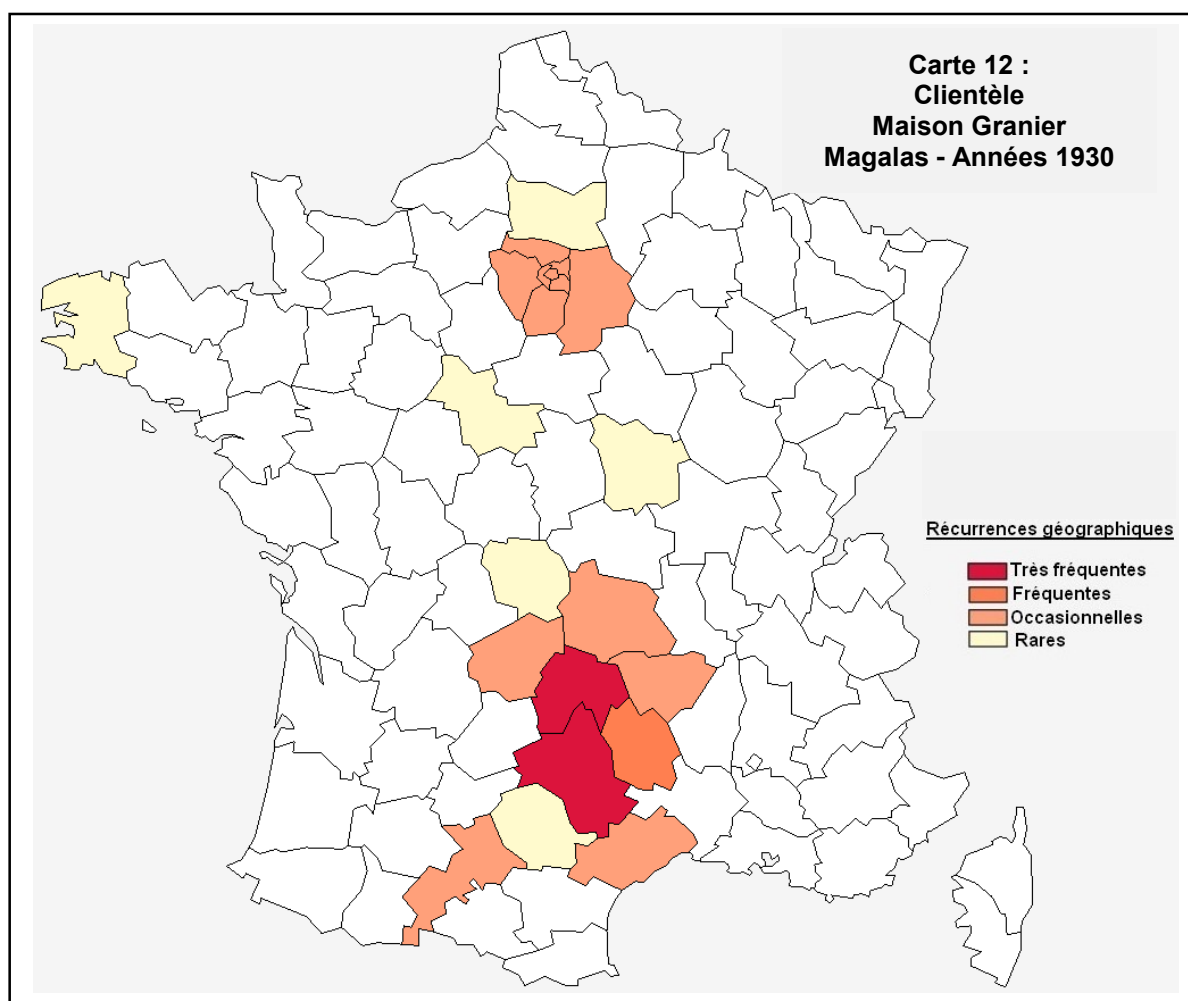 Carte 12 :
Clientèle
Maison Granier
Magalas - Années 1930
Récurrences géographiques
Très fréquentes
Fréquentes
Occasionnelles
Rares